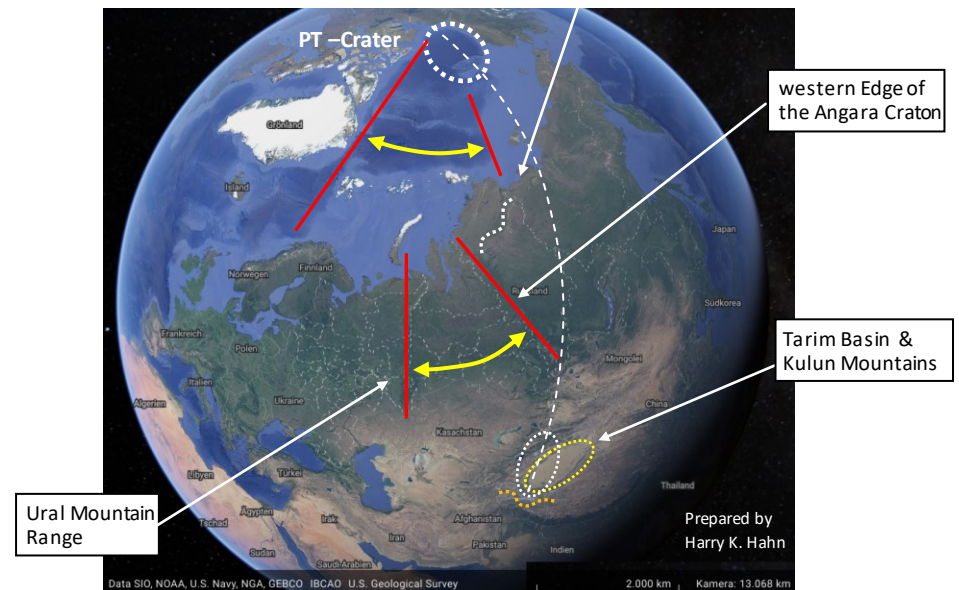 PT –Crater
western Edge of
the Angara Craton
Grönland
Island
Japan
Norwegen
Finnland
Russland
Südkorea
Frankreich
Polen
Mongolei
Tarim Basin &
Kulun Mountains
Italien
Ukraine
China
Algerien
Kasachstan
Türkei
Libyen
Thailand
Ural Mountain
Range
Ägypten
Irak
Afghanistan
Prepared by
Harry K. Hahn
Tschad
Iran
Pakistan
Indien
Sudan
Saudi Arabien
Data SIO, NOAA, U.S. Navy, NGA, GEBCO IBCAO U.S. Geological Survey
2.000 km
Kamera: 13.068 km